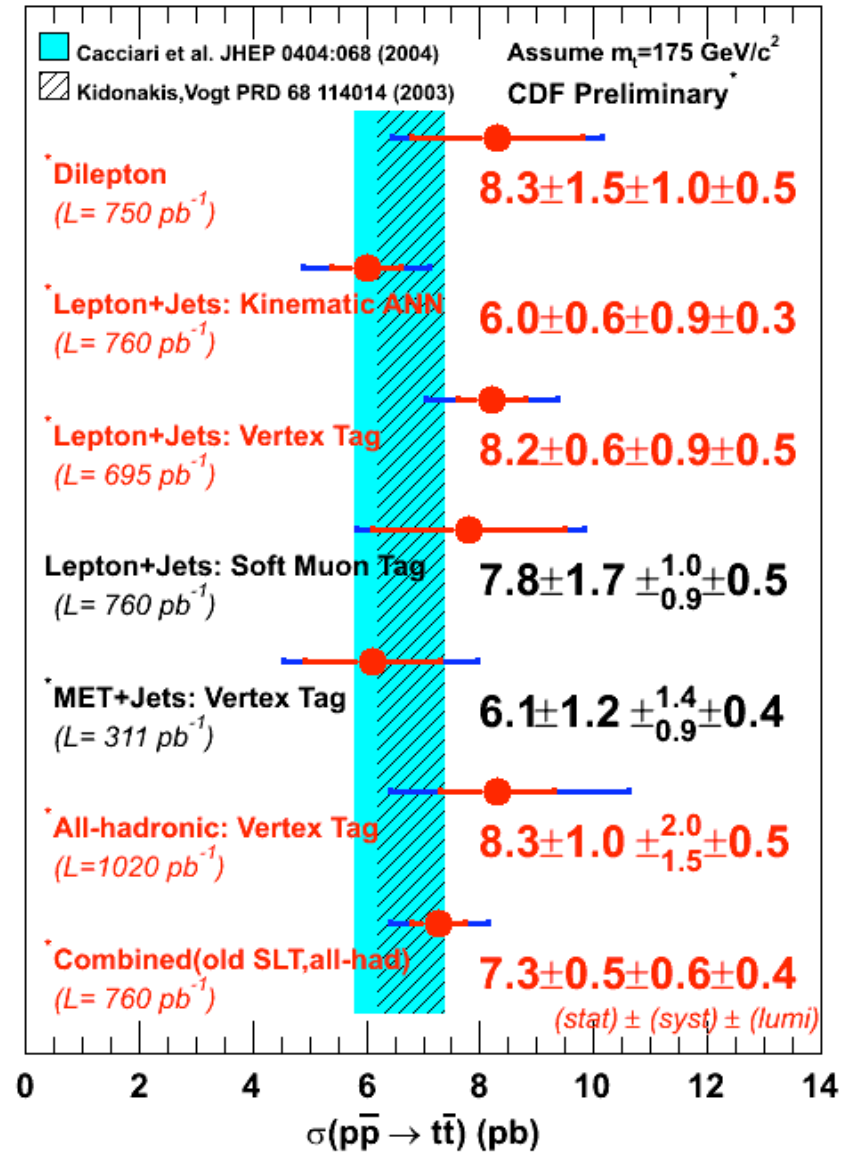 Cacciari et al. JHEP 0404:068 (2004)
Assume mₜ=175 GeV/c²
Kidonakis,Vogt PRD 68 114014 (2003)
CDF Preliminary*
*Dilepton
(L= 750 pb⁻¹)
8.3±1.5±1.0±0.5
*Lepton+Jets: Kinematic ANN
(L= 760 pb⁻¹)
6.0±0.6±0.9±0.3
*Lepton+Jets: Vertex Tag
(L= 695 pb⁻¹)
8.2±0.6±0.9±0.5
Lepton+Jets: Soft Muon Tag
(L= 760 pb⁻¹)
7.8±1.7 ± 1.0 0.9 ±0.5
*MET+Jets: Vertex Tag
(L= 311 pb⁻¹)
6.1±1.2 ± 1.4 0.9 ±0.4
*All-hadronic: Vertex Tag
(L=1020 pb⁻¹)
8.3±1.0 ± 2.0 1.5 ±0.5
*Combined(old SLT,all-had)
(L= 760 pb⁻¹)
7.3±0.5±0.6±0.4
(stat) ± (syst) ± (lumi)
0 2 4 6 8 10 12 14
σ(pp̅ → tt̅) (pb)